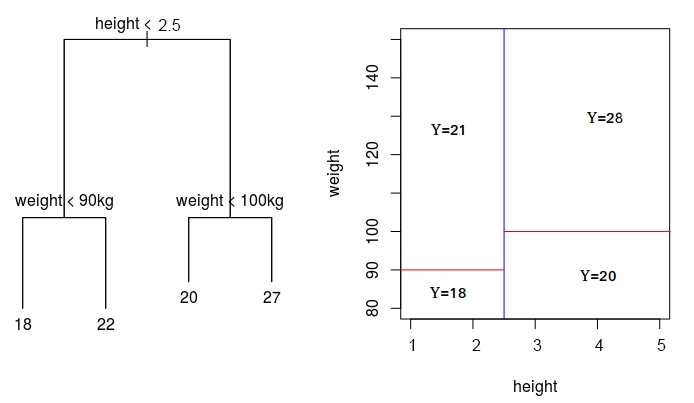 height < 2.5
weight < 90kg
weight < 100kg
18
22
20
27
weight
140
120
100
90
80
Y=21
Y=28
Y=18
Y=20
1 2 3 4 5
height